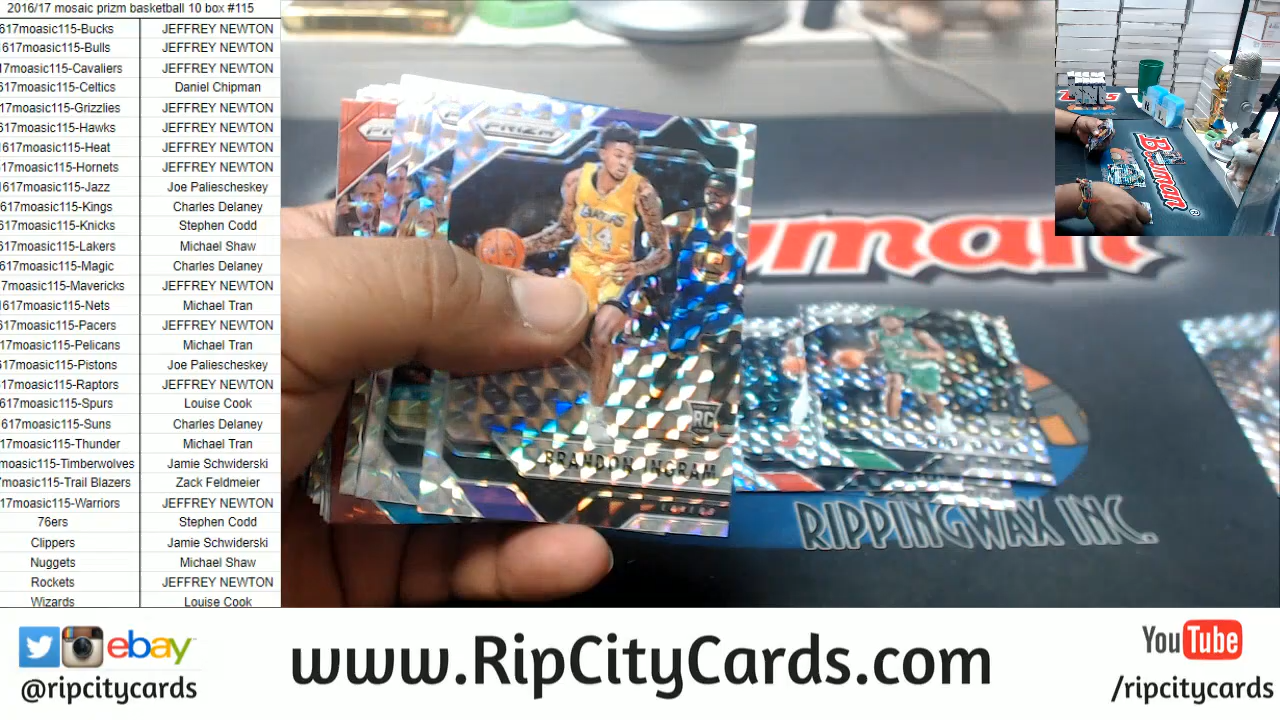 2016/17 mosaic prizm basketball 10 box #115
617moasic115-Bucks JEFFREY NEWTON
617moasic115-Bulls JEFFREY NEWTON
17moasic115-Cavaliers JEFFREY NEWTON
617moasic115-Celtics Daniel Chipman
17moasic115-Grizzlies JEFFREY NEWTON
617moasic115-Hawks JEFFREY NEWTON
617moasic115-Heat JEFFREY NEWTON
617moasic115-Hornets JEFFREY NEWTON
1617moasic115-Jazz Joe Paliescheskey
617moasic115-Kings Charles Delaney
617moasic115-Knicks Stephen Codd
617moasic115-Lakers Michael Shaw
617moasic115-Magic Charles Delaney
17moasic115-Mavericks JEFFREY NEWTON
1617moasic115-Nets Michael Tran
617moasic115-Pacers JEFFREY NEWTON
17moasic115-Pelicans Michael Tran
617moasic115-Pistons Joe Paliescheskey
617moasic115-Raptors JEFFREY NEWTON
617moasic115-Spurs Louise Cook
617moasic115-Suns Charles Delaney
17moasic115-Thunder Michael Tran
moasic115-Timberwolves Jamie Schwiderski
moasic115-Trail Blazers Zack Feldmeier
17moasic115-Warriors JEFFREY NEWTON
76ers Stephen Codd
Clippers Jamie Schwiderski
Nuggets Michael Shaw
Rockets JEFFREY NEWTON
Wizards Louise Cook
PRIZM
LAKERS
14
RC
BRANDON INGRAM
Bowman
uman
RIPPINGWAX INC.
ebay
@ripcitycards
www.RipCityCards.com
YouTube
/ripcitycards